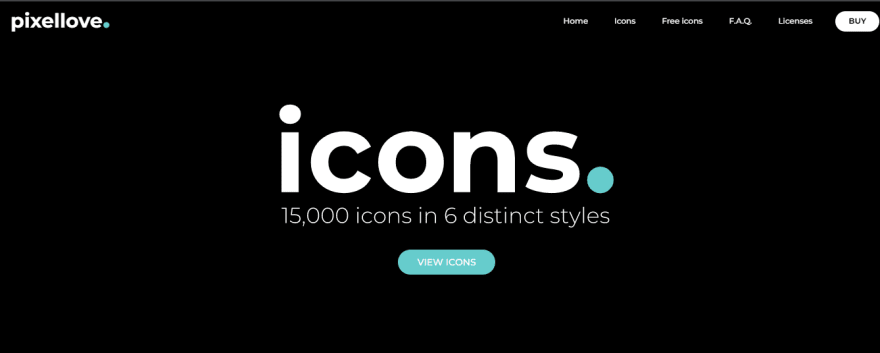 pixellove.
Home Icons Free icons F.A.Q. Licenses BUY
icons.
15,000 icons in 6 distinct styles
VIEW ICONS